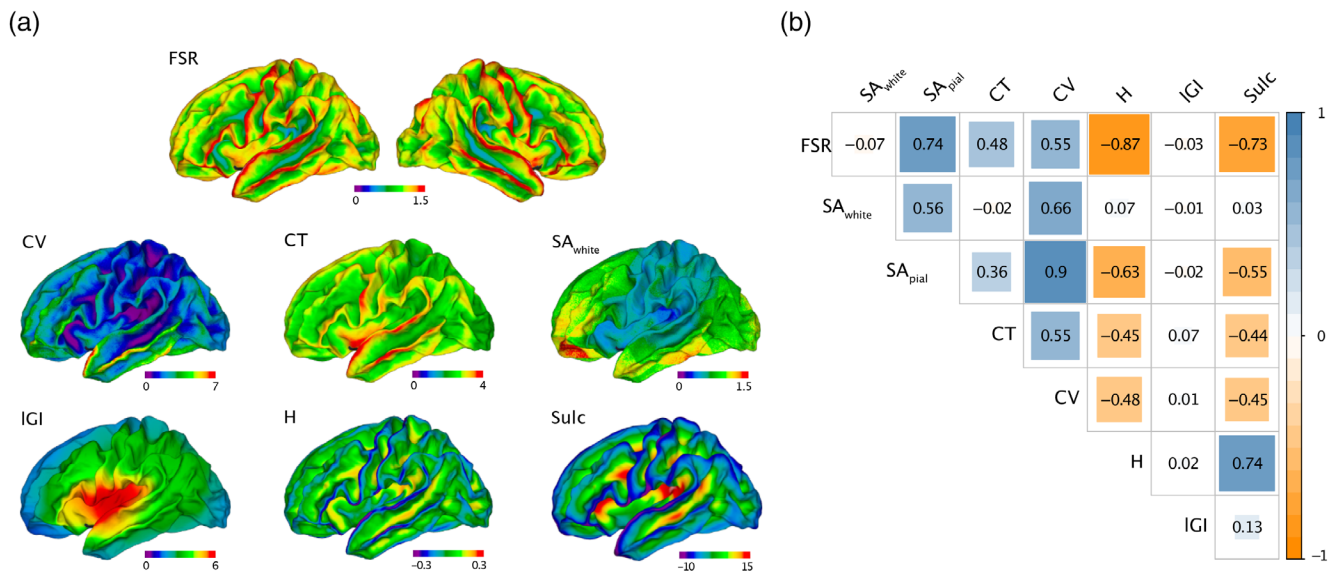 (a)
FSR
0 1.5
CV
CT
SAwhite
0 7
0 4
0 1.5
lGI
H
Sulc
0 6
−0.3 0.3
−10 15
(b)
SAwhite SApial CT CV H lGI Sulc
FSR −0.07 0.74 0.48 0.55 −0.87 −0.03 −0.73
SAwhite 0.56 −0.02 0.66 0.07 −0.01 0.03
SApial 0.36 0.9 −0.63 −0.02 −0.55
CT 0.55 −0.45 0.07 −0.44
CV −0.48 0.01 −0.45
H 0.02 0.74
lGI 0.13
1
0
−1